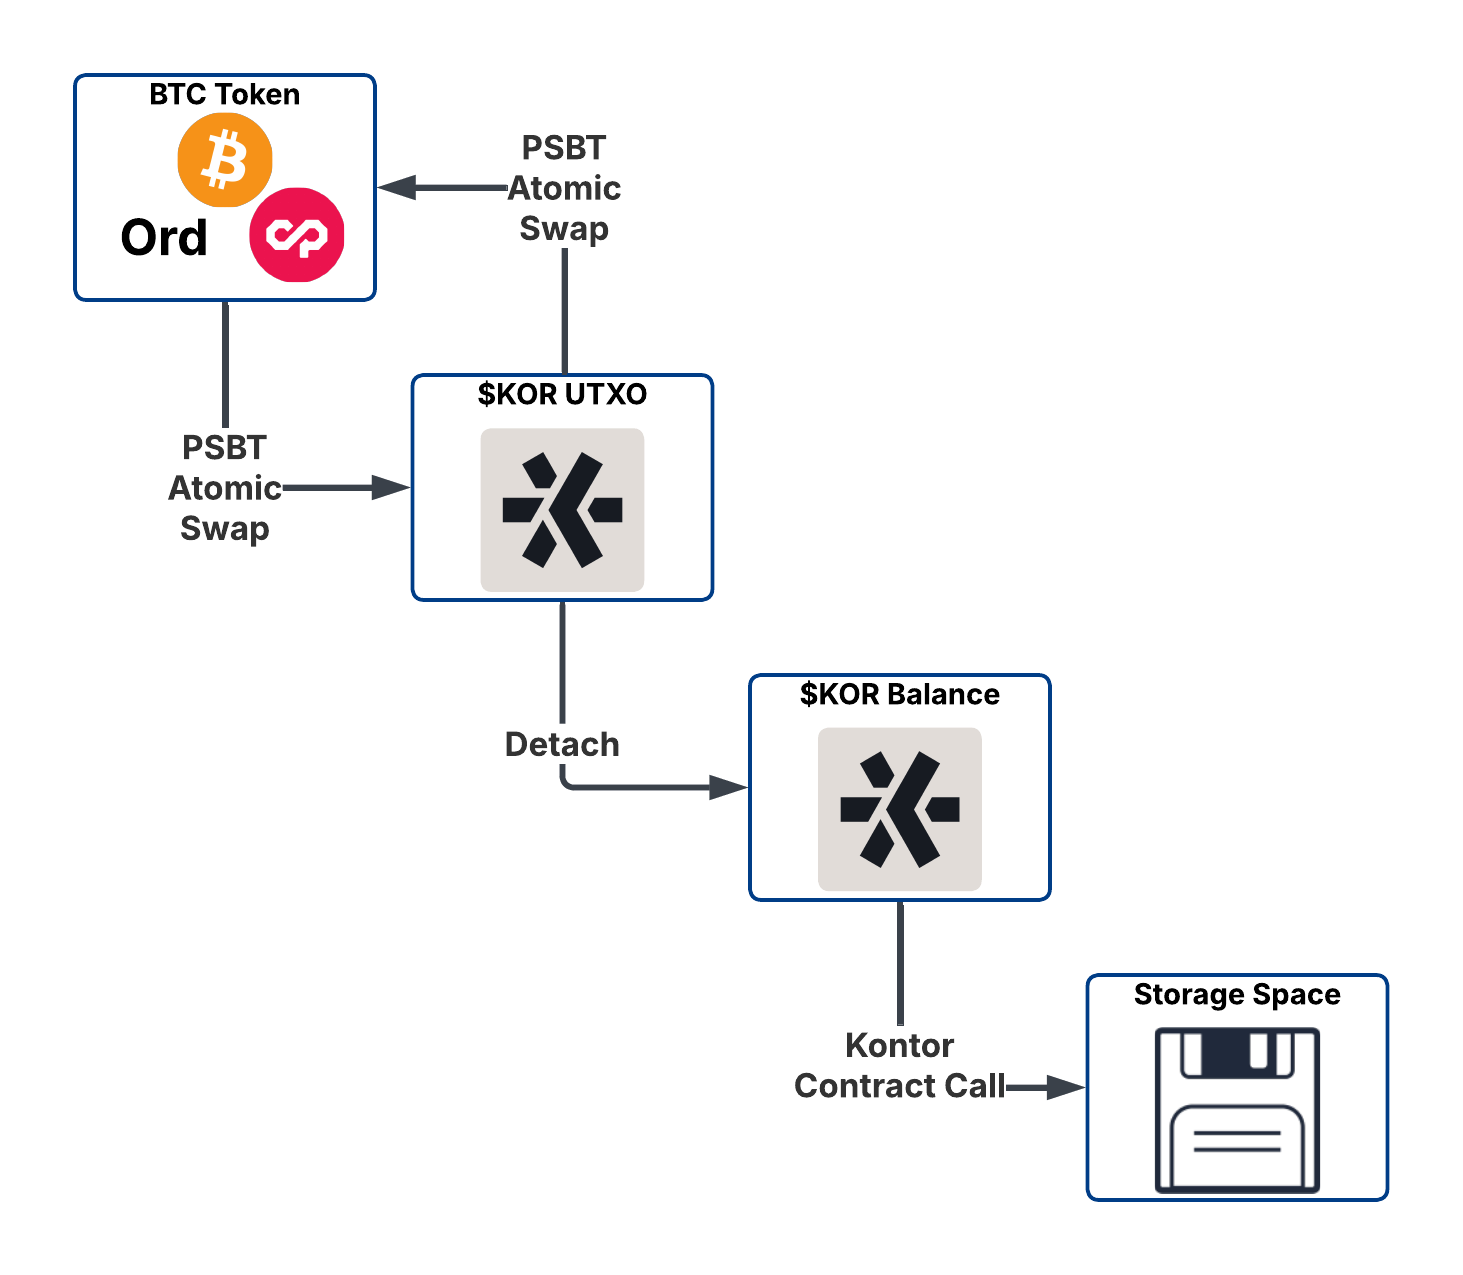 BTC Token
Ord
PSBT
Atomic
Swap
$KOR UTXO
PSBT
Atomic
Swap
$KOR Balance
Detach
Storage Space
Kontor
Contract Call